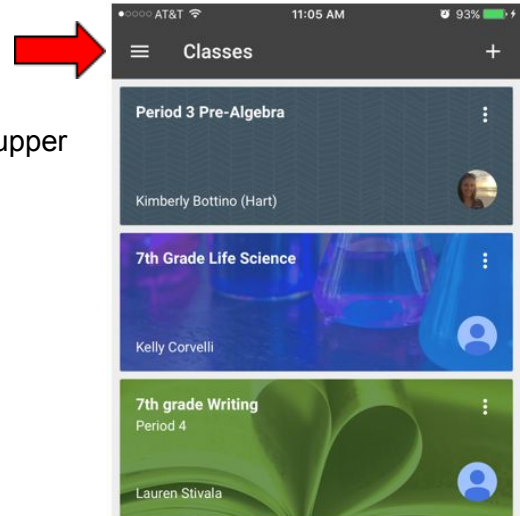 AT&T 11:05 AM 93%
Classes +
upper
Period 3 Pre-Algebra
Kimberly Bottino (Hart)
7th Grade Life Science
Kelly Corvelli
7th grade Writing
Period 4
Lauren Stivala